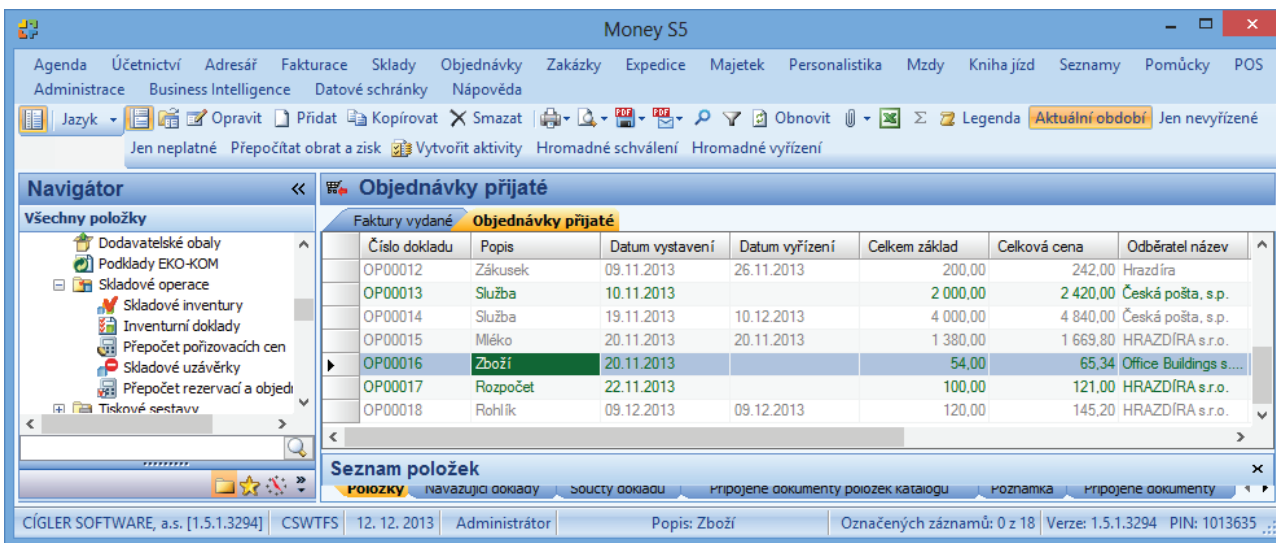 Money S5
Agenda Účetnictví Adresář Fakturace Sklady Objednávky Zakázky Expedice Majetek Personalistika Mzdy Kniha jízd Seznamy Pomůcky POS
Administrace Business Intelligence Datové schránky Nápověda
Jazyk Opravit Přidat Kopírovat Smazat PDF PDF Obnovit Σ Legenda Aktuální období Jen nevyřízené
Jen neplatné Přepočítat obrat a zisk Vytvořit aktivity Hromadné schválení Hromadné vyřízení
Navigátor «
Všechny položky
Dodavatelské obaly
Podklady EKO-KOM
Skladové operace
Skladové inventury
Inventurní doklady
Přepočet pořizovacích cen
Skladové uzávěrky
Přepočet rezervací a objedn
Tiskové sestavy
Objednávky přijaté
Faktury vydané Objednávky přijaté
Číslo dokladu Popis Datum vystavení Datum vyřízení Celkem základ Celková cena Odběratel název
OP00012 Zákusek 09.11.2013 26.11.2013 200,00 242,00 Hrazdíra
OP00013 Služba 10.11.2013 2 000,00 2 420,00 Česká pošta, s.p.
OP00014 Služba 19.11.2013 10.12.2013 4 000,00 4 840,00 Česká pošta, s.p.
OP00015 Mléko 20.11.2013 20.11.2013 1 380,00 1 669,80 HRAZDÍRA s.r.o.
OP00016 Zboží 20.11.2013 54,00 65,34 Office Buildings s....
OP00017 Rozpočet 22.11.2013 100,00 121,00 HRAZDÍRA s.r.o.
OP00018 Rohlík 09.12.2013 09.12.2013 120,00 145,20 HRAZDÍRA s.r.o.
Seznam položek
Položky Navazující doklady Součty dokladu Připojené dokumenty položek katalogu Poznámka Připojené dokumenty
CÍGLER SOFTWARE, a.s. [1.5.1.3294] CSWTFS 12. 12. 2013 Administrátor Popis: Zboží Označených záznamů: 0 z 18 Verze: 1.5.1.3294 PIN: 1013635